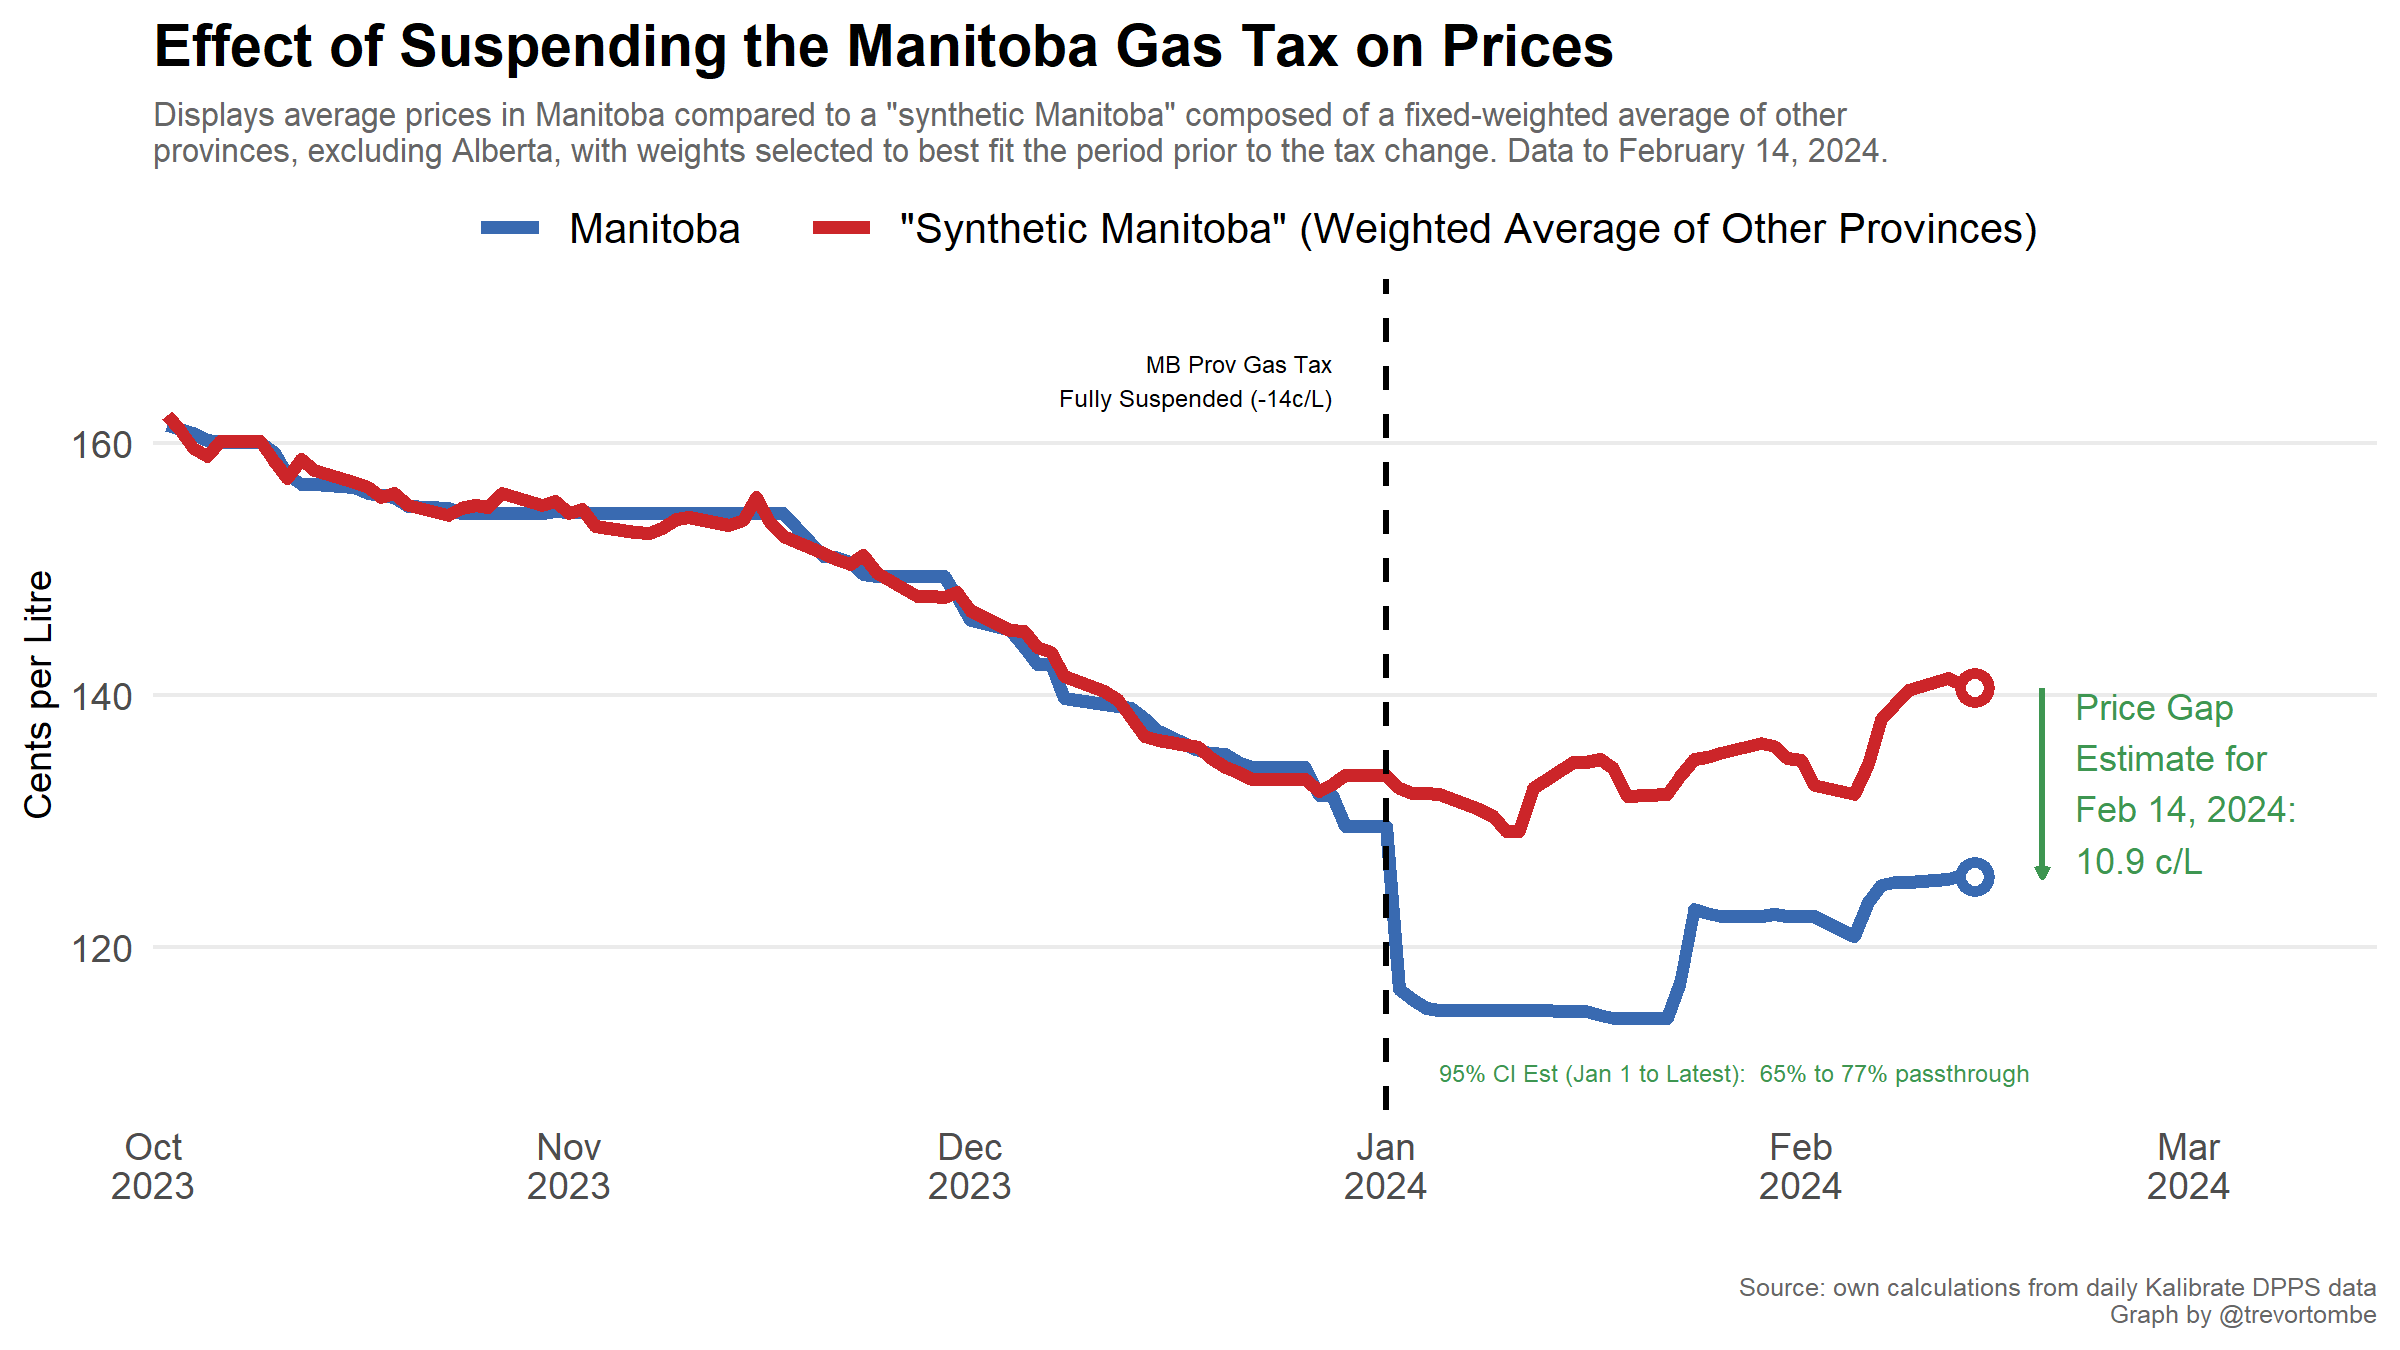 Effect of Suspending the Manitoba Gas Tax on Prices
Displays average prices in Manitoba compared to a "synthetic Manitoba" composed of a fixed-weighted average of other
provinces, excluding Alberta, with weights selected to best fit the period prior to the tax change. Data to February 14, 2024.
Manitoba
"Synthetic Manitoba" (Weighted Average of Other Provinces)
MB Prov Gas Tax
Fully Suspended (-14c/L)
160
140
120
Cents per Litre
Price Gap
Estimate for
Feb 14, 2024:
10.9 c/L
95% CI Est (Jan 1 to Latest):  65% to 77% passthrough
Oct
2023
Nov
2023
Dec
2023
Jan
2024
Feb
2024
Mar
2024
Source: own calculations from daily Kalibrate DPPS data
Graph by @trevortombe